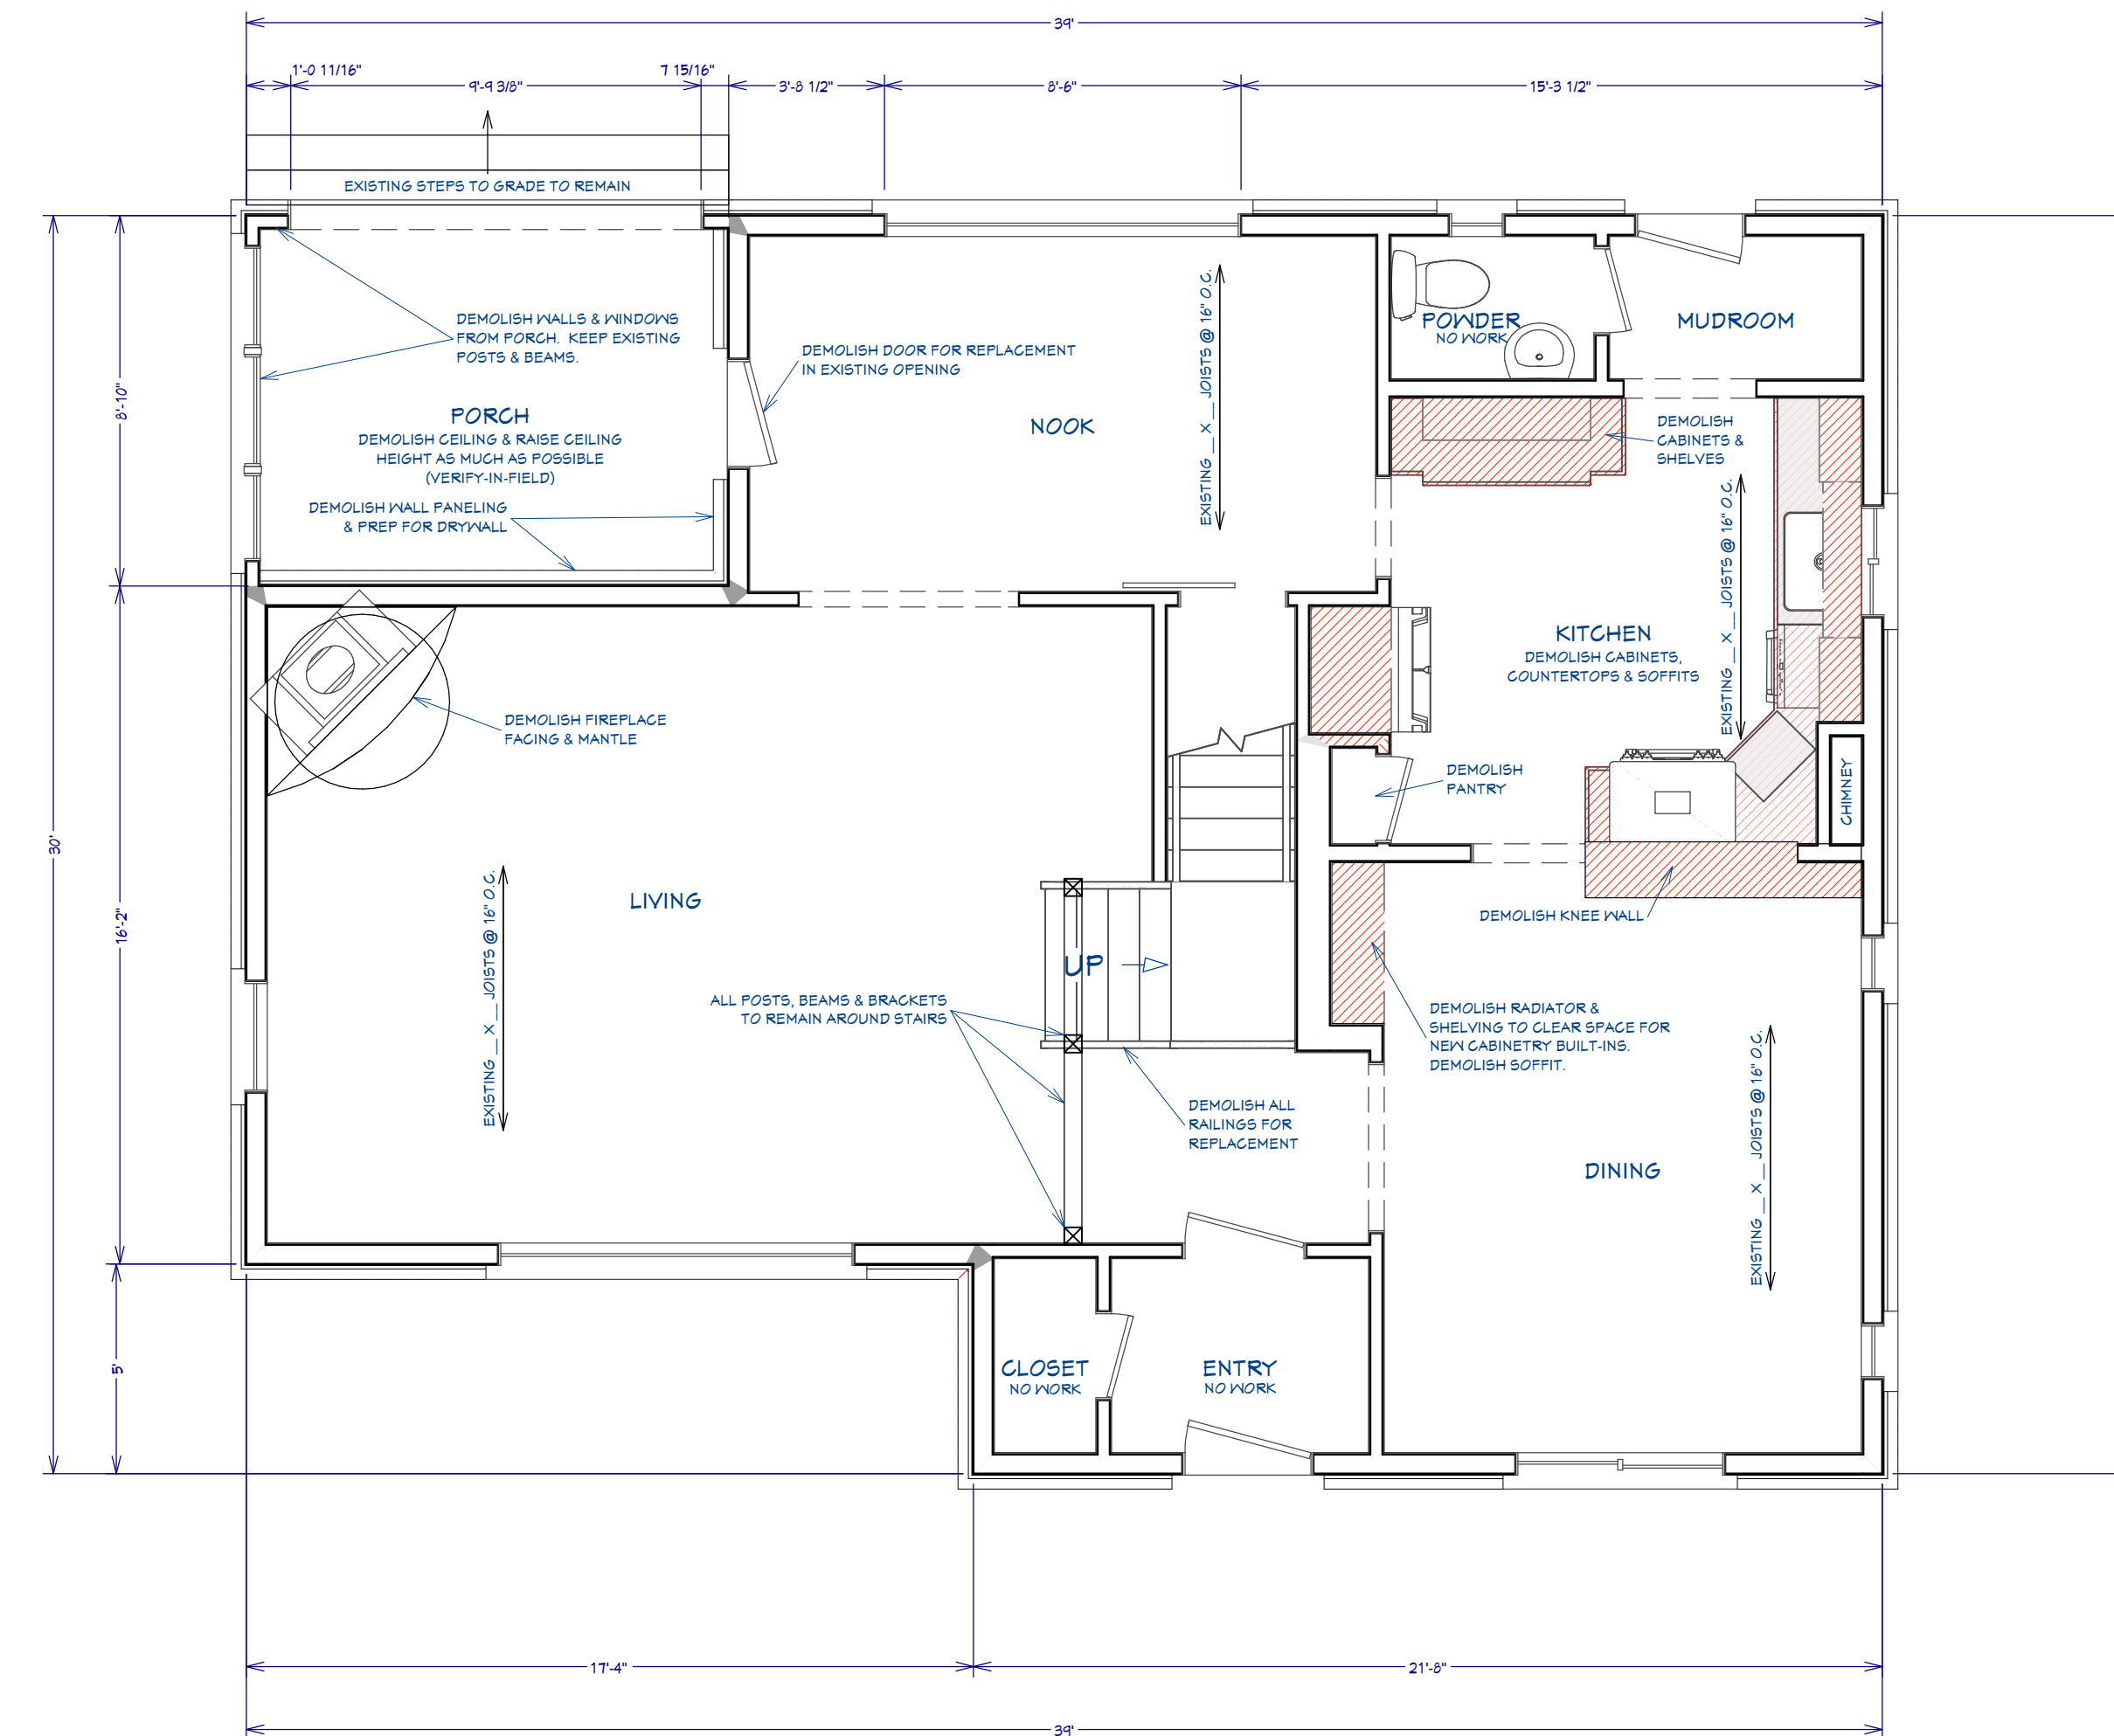 39'
1'-0 11/16"
9'-9 3/8"
7 15/16"
3'-8 1/2"
8'-6"
15'-3 1/2"
EXISTING STEPS TO GRADE TO REMAIN
DEMOLISH WALLS & WINDOWS
FROM PORCH. KEEP EXISTING
POSTS & BEAMS.
PORCH
DEMOLISH CEILING & RAISE CEILING
HEIGHT AS MUCH AS POSSIBLE
(VERIFY-IN-FIELD)
DEMOLISH WALL PANELING
& PREP FOR DRYWALL
DEMOLISH DOOR FOR REPLACEMENT
IN EXISTING OPENING
NOOK
EXISTING __ X __ JOISTS @ 16" O.C.
POWDER
NO WORK
MUDROOM
DEMOLISH
CABINETS &
SHELVES
EXISTING __ X __ JOISTS @ 16" O.C.
KITCHEN
DEMOLISH CABINETS,
COUNTERTOPS & SOFFITS
DEMOLISH
PANTRY
CHIMNEY
DEMOLISH KNEE WALL
8'-10"
30'
16'-2"
5'
DEMOLISH FIREPLACE
FACING & MANTLE
LIVING
EXISTING __ X __ JOISTS @ 16" O.C.
UP
ALL POSTS, BEAMS & BRACKETS
TO REMAIN AROUND STAIRS
DEMOLISH ALL
RAILINGS FOR
REPLACEMENT
DEMOLISH RADIATOR &
SHELVING TO CLEAR SPACE FOR
NEW CABINETRY BUILT-INS.
DEMOLISH SOFFIT.
DINING
EXISTING __ X __ JOISTS @ 16" O.C.
CLOSET
NO WORK
ENTRY
NO WORK
17'-4"
21'-8"
39'